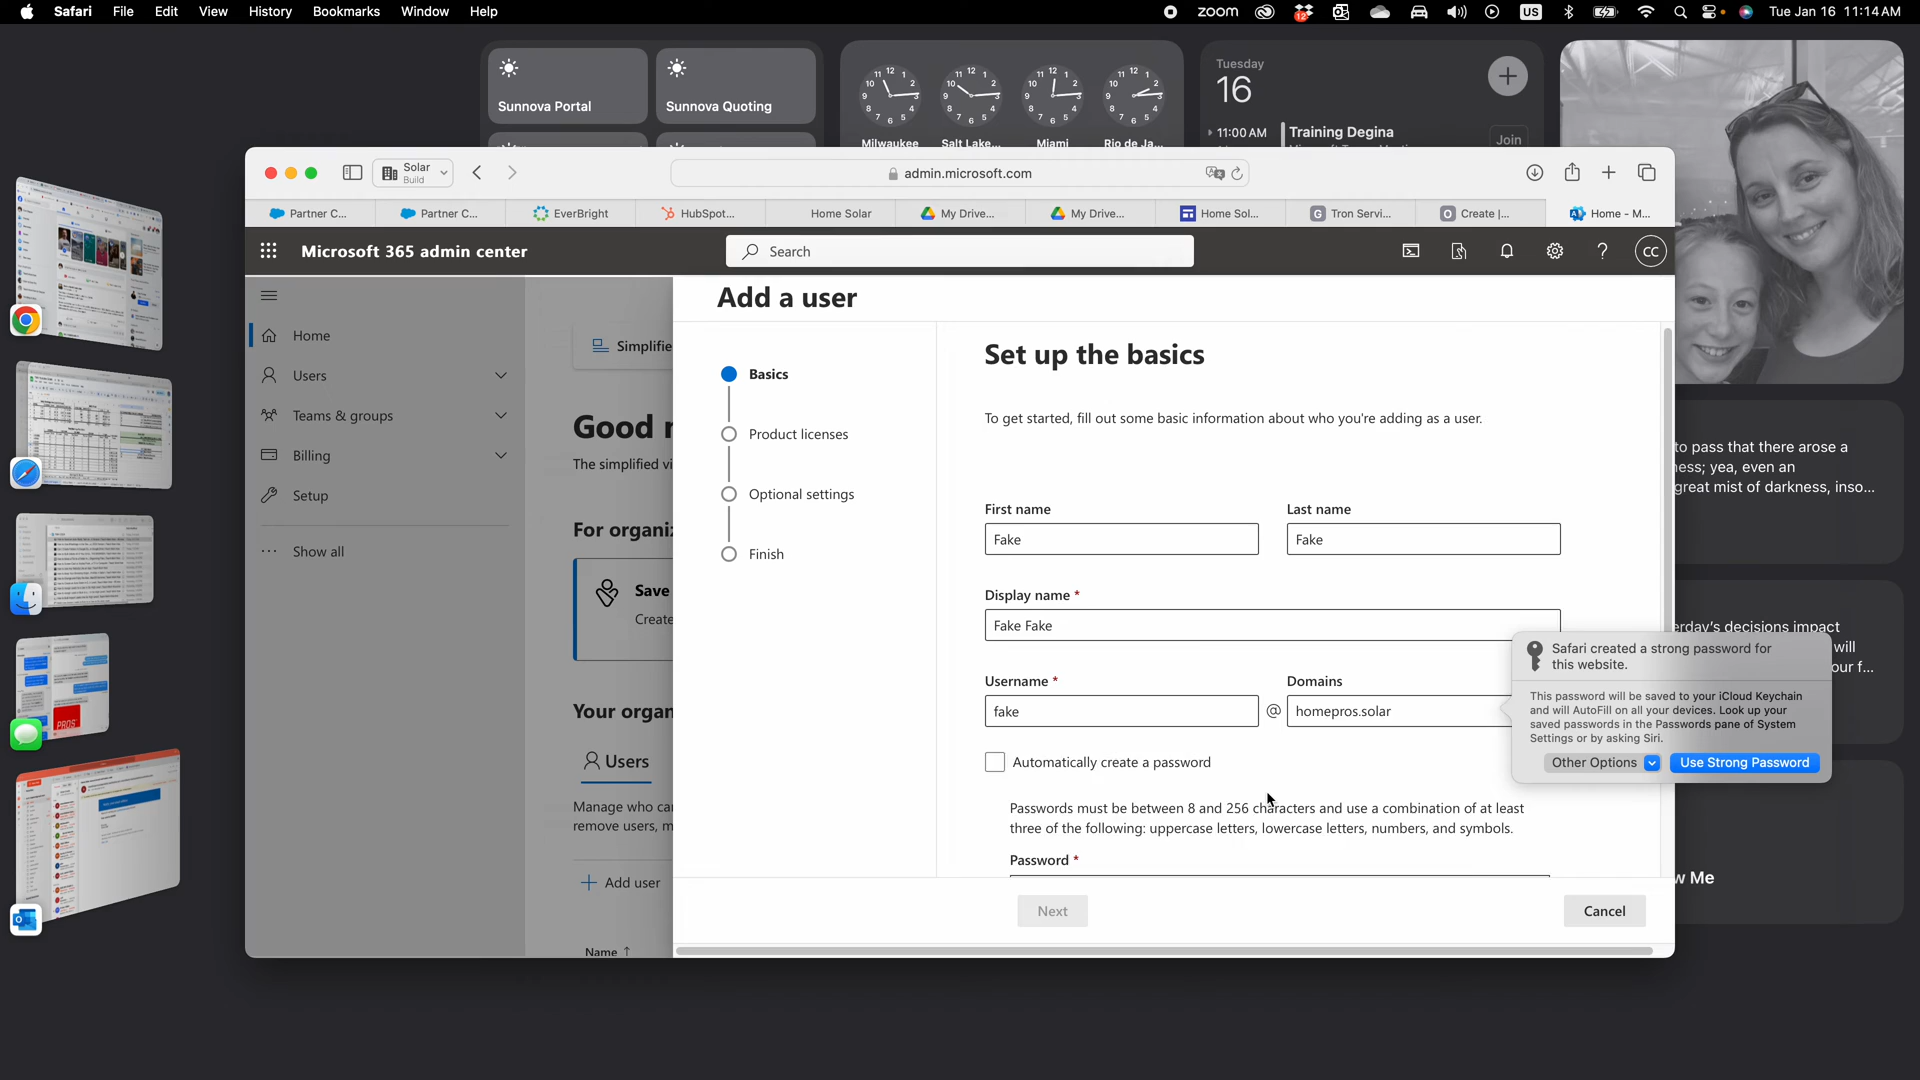 Safari File Edit View History Bookmarks Window Help
zoom 12 US Tue Jan 16 11:14 AM
Sunnova Portal
Sunnova Quoting
Milwaukee Salt Lake... Miami Rio de Ja...
Tuesday
16
11:00 AM Training Degina
Join
Solar
Build
admin.microsoft.com
Partner C... Partner C... EverBright HubSpot... Home Solar My Drive... My Drive... Home Sol... Tron Servi... Create |... Home - M...
Microsoft 365 admin center
Search
? CC
Add a user
Home
Users
Teams & groups
Billing
Setup
Show all
Simplifie
Good
The simplified vi
For organiz
Save
Create
Your organ
Users
Manage who ca
remove users, m
Add user
Name ↑
Basics
Product licenses
Optional settings
Finish
Set up the basics
To get started, fill out some basic information about who you're adding as a user.
First name Last name
Fake Fake
Display name *
Fake Fake
Username * Domains
fake @ homepros.solar
Automatically create a password
Passwords must be between 8 and 256 characters and use a combination of at least
three of the following: uppercase letters, lowercase letters, numbers, and symbols.
Password *
Next Cancel
Safari created a strong password for
this website.
This password will be saved to your iCloud Keychain
and will AutoFill on all your devices. Look up your
saved passwords in the Passwords pane of System
Settings or by asking Siri.
Other Options Use Strong Password
to pass that there arose a
ness; yea, even an
great mist of darkness, inso...
erday's decisions impact
will
our f...
w Me